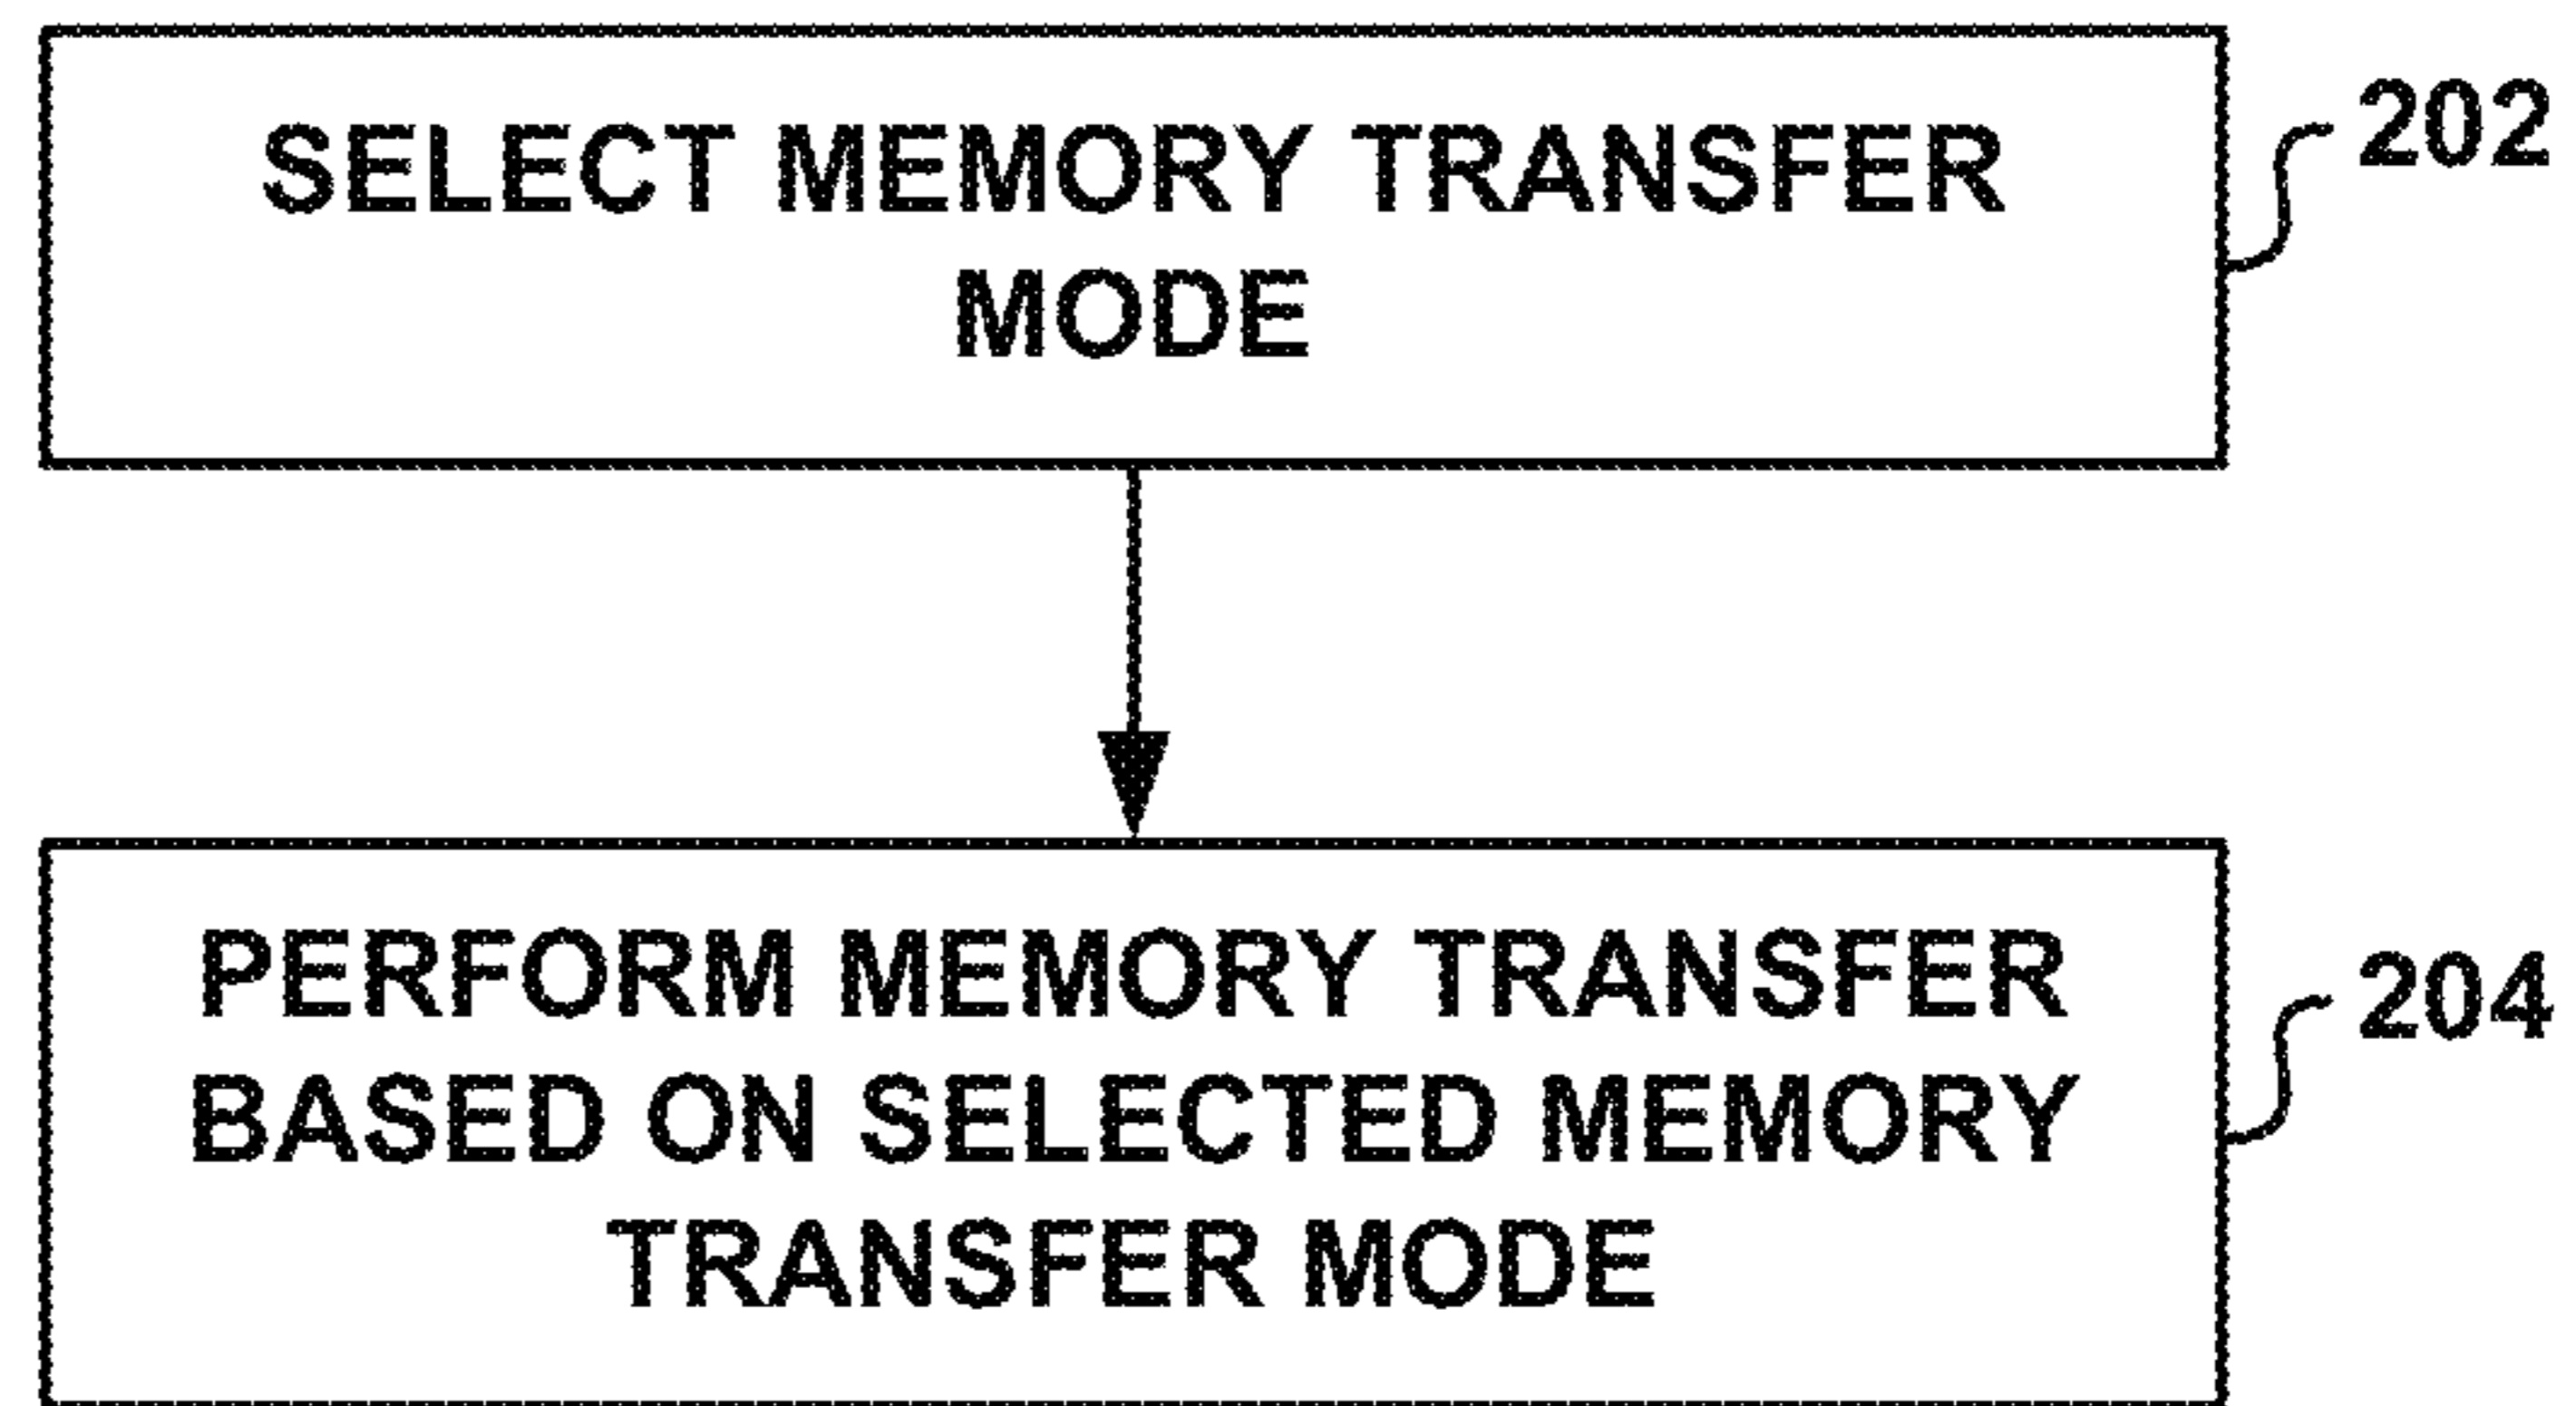 SELECT MEMORY TRANSFER
MODE
202
PERFORM MEMORY TRANSFER
BASED ON SELECTED MEMORY
TRANSFER MODE
204